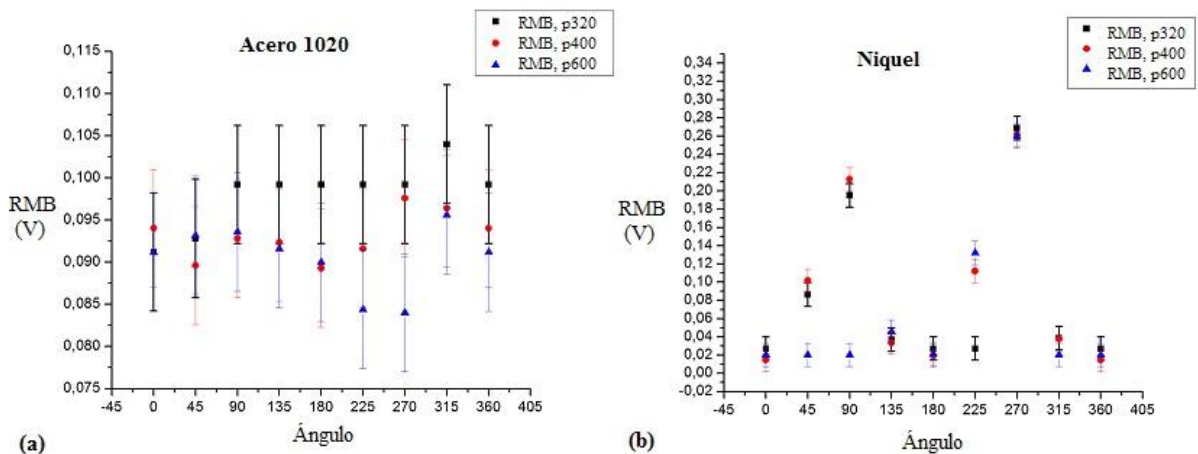 Acero 1020
RMB, p320
RMB, p400
RMB, p600
0,115
0,110
0,105
0,100
0,095
0,090
0,085
0,080
0,075
RMB
(V)
-45 0 45 90 135 180 225 270 315 360 405
Ángulo
(a)
Niquel
RMB, p320
RMB, p400
RMB, p600
0,34
0,32
0,30
0,28
0,26
0,24
0,22
0,20
0,18
0,16
0,14
0,12
0,10
0,08
0,06
0,04
0,02
0,00
-0,02
RMB
(V)
-45 0 45 90 135 180 225 270 315 360 405
Ángulo
(b)